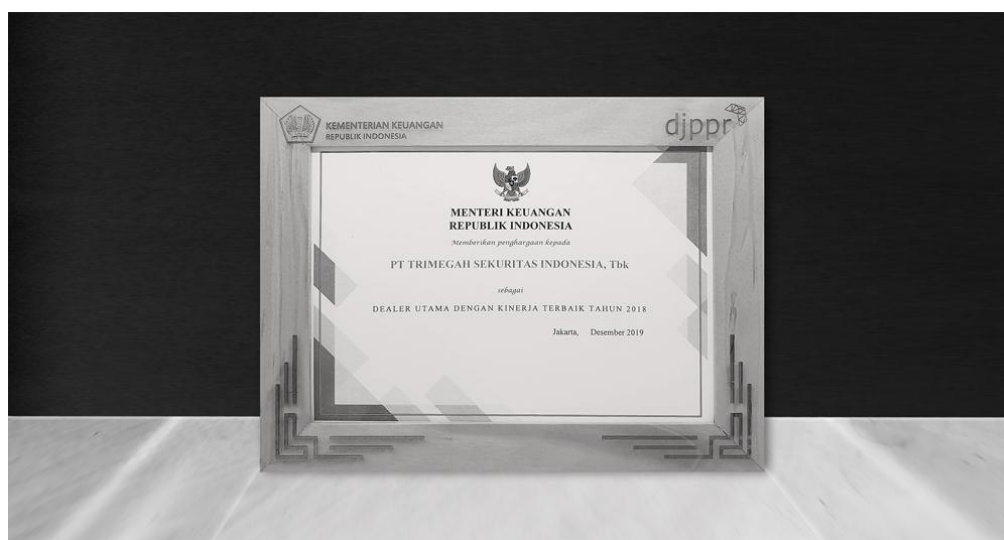 KEMENTERIAN KEUANGAN
REPUBLIK INDONESIA
djppr
MENTERI KEUANGAN
REPUBLIK INDONESIA
Memberikan penghargaan kepada
PT TRIMEGAH SEKURITAS INDONESIA, Tbk
sebagai
DEALER UTAMA DENGAN KINERJA TERBAIK TAHUN 2018
Jakarta, Desember 2019